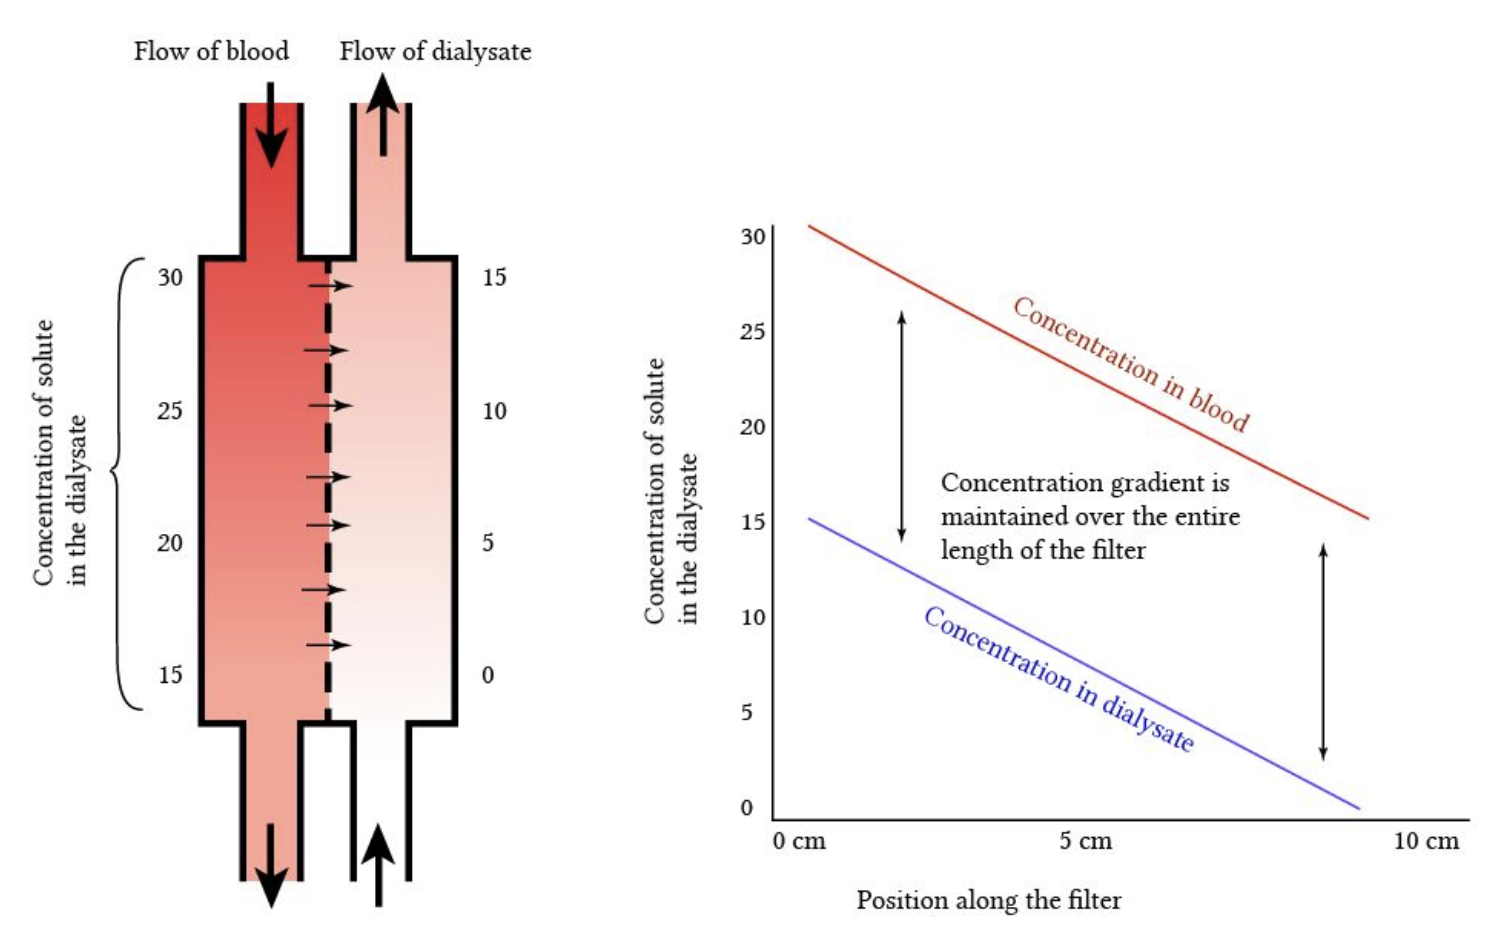 Flow of blood
Flow of dialysate
Concentration of solute
in the dialysate
30
25
20
15
15
10
5
0
Concentration of solute
in the dialysate
30
25
20
15
10
5
0
Concentration in blood
Concentration gradient is
maintained over the entire
length of the filter
Concentration in dialysate
0 cm
5 cm
10 cm
Position along the filter